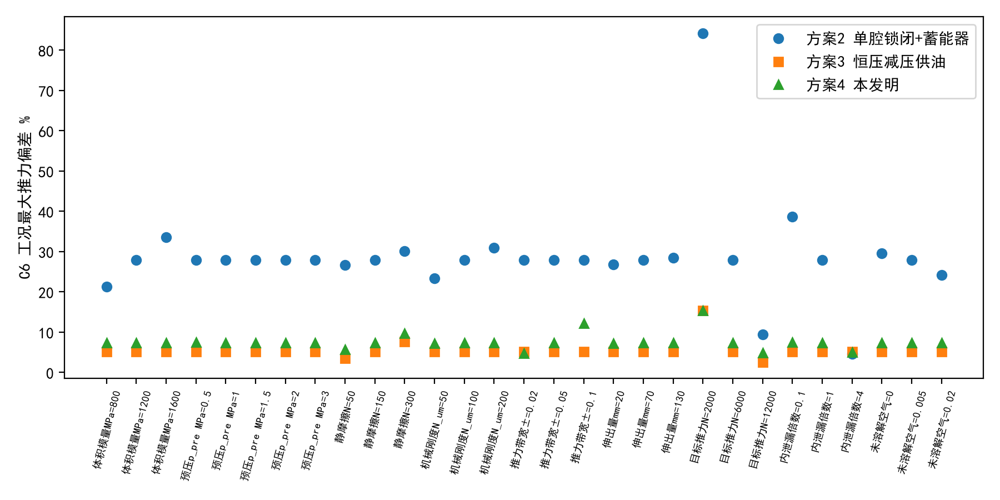 方案2 单腔锁闭+蓄能器
方案3 恒压减压供油
方案4 本发明
C6 工况最大推力偏差 %
80
70
60
50
40
30
20
10
0
体积模量MPa=800
体积模量MPa=1200
体积模量MPa=1600
预压p_pre MPa=0.5
预压p_pre MPa=1
预压p_pre MPa=1.5
预压p_pre MPa=2
预压p_pre MPa=3
静摩擦N=50
静摩擦N=150
静摩擦N=300
机械刚度N_um=50
机械刚度N_um=100
机械刚度N_um=200
推力带宽±=0.02
推力带宽±=0.05
推力带宽±=0.1
伸出量mm=20
伸出量mm=70
伸出量mm=130
目标推力N=2000
目标推力N=6000
目标推力N=12000
内泄漏倍数=0.1
内泄漏倍数=1
内泄漏倍数=4
未溶解空气=0
未溶解空气=0.005
未溶解空气=0.02